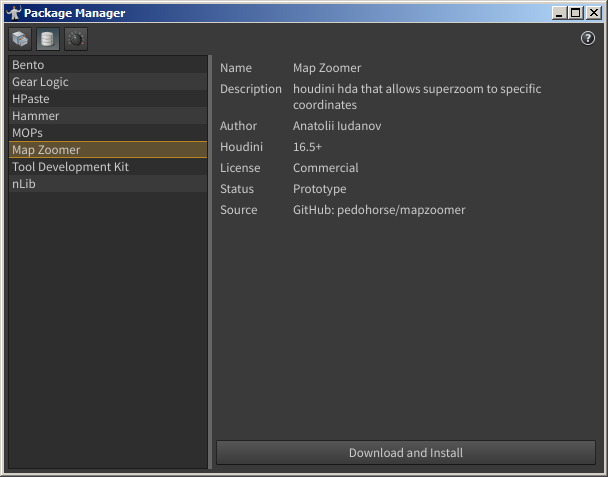 Package Manager
Bento
Gear Logic
HPaste
Hammer
MOPs
Map Zoomer
Tool Development Kit
nLib
Name Map Zoomer
Description houdini hda that allows superzoom to specific
coordinates
Author Anatolii Iudanov
Houdini 16.5+
License Commercial
Status Prototype
Source GitHub: pedohorse/mapzoomer
Download and Install